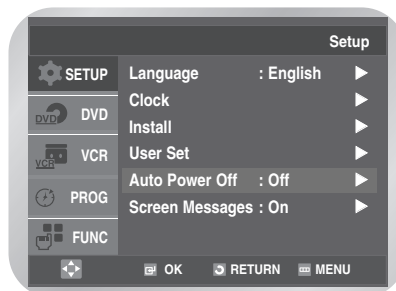 Setup
SETUP
Language : English
Clock
DVD DVD
Install
VCR VCR
User Set
Auto Power Off : Off
PROG
Screen Messages : On
FUNC
OK RETURN MENU